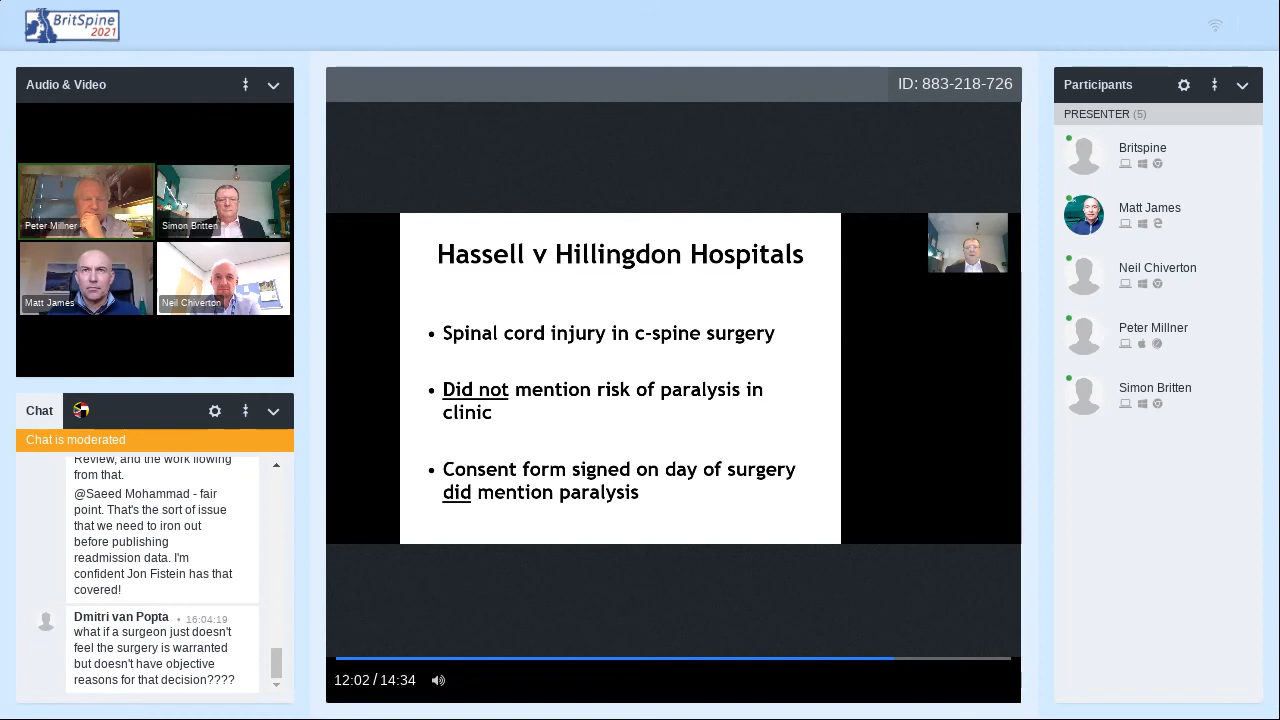 BritSpine
2021
Audio & Video
Peter Millner
Simon Britten
Matt James
Neil Chiverton
Chat
Chat is moderated
Review, and the work flowing
from that.
@Saeed Mohammad - fair
point. That's the sort of issue
that we need to iron out
before publishing
readmission data. I'm
confident Jon Fistein has that
covered!
Dmitri van Popta • 16:04:19
what if a surgeon just doesn't
feel the surgery is warranted
but doesn't have objective
reasons for that decision????
ID: 883-218-726
Hassell v Hillingdon Hospitals
• Spinal cord injury in c-spine surgery
• Did not mention risk of paralysis in
clinic
• Consent form signed on day of surgery
did mention paralysis
12:02 / 14:34
Participants
PRESENTER (5)
Britspine
Matt James
Neil Chiverton
Peter Millner
Simon Britten